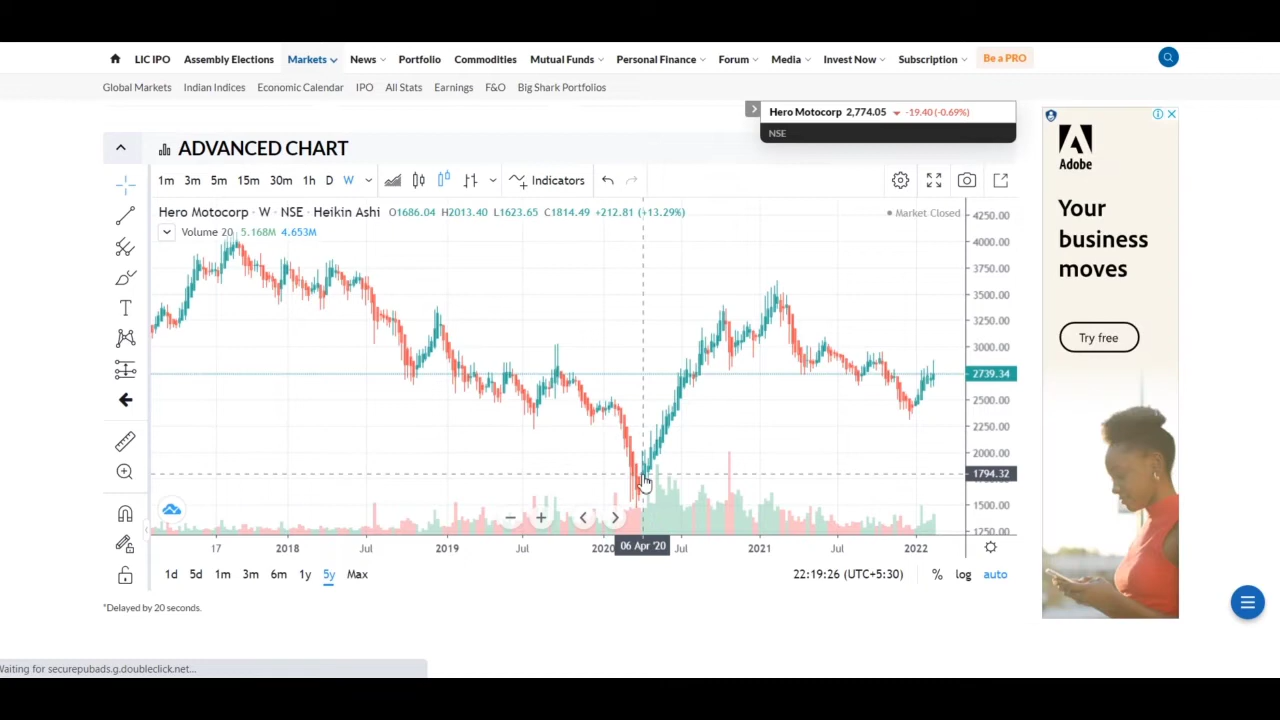 LIC IPO Assembly Elections Markets News Portfolio Commodities Mutual Funds Personal Finance Forum Media Invest Now Subscription Be a PRO
Global Markets Indian Indices Economic Calendar IPO All Stats Earnings F&O Big Shark Portfolios
Hero Motocorp 2,774.05 -19.40 (-0.69%)
NSE
ADVANCED CHART
1m 3m 5m 15m 30m 1h D W Indicators
Hero Motocorp · W · NSE · Heikin Ashi O1686.04 H2013.40 L1623.65 C1814.49 +212.81 (+13.29%)
Market Closed
Volume 20 5.168M 4.653M
4250.00
4000.00
3750.00
3500.00
3250.00
3000.00
2739.34
2500.00
2250.00
2000.00
1794.32
1500.00
1250.00
17 2018 Jul 2019 Jul 2020 06 Apr '20 Jul 2021 Jul 2022
1d 5d 1m 3m 6m 1y 5y Max 22:19:26 (UTC+5:30) % log auto
*Delayed by 20 seconds.
Adobe
Your
business
moves
Try free
Waiting for securepubads.g.doubleclick.net...